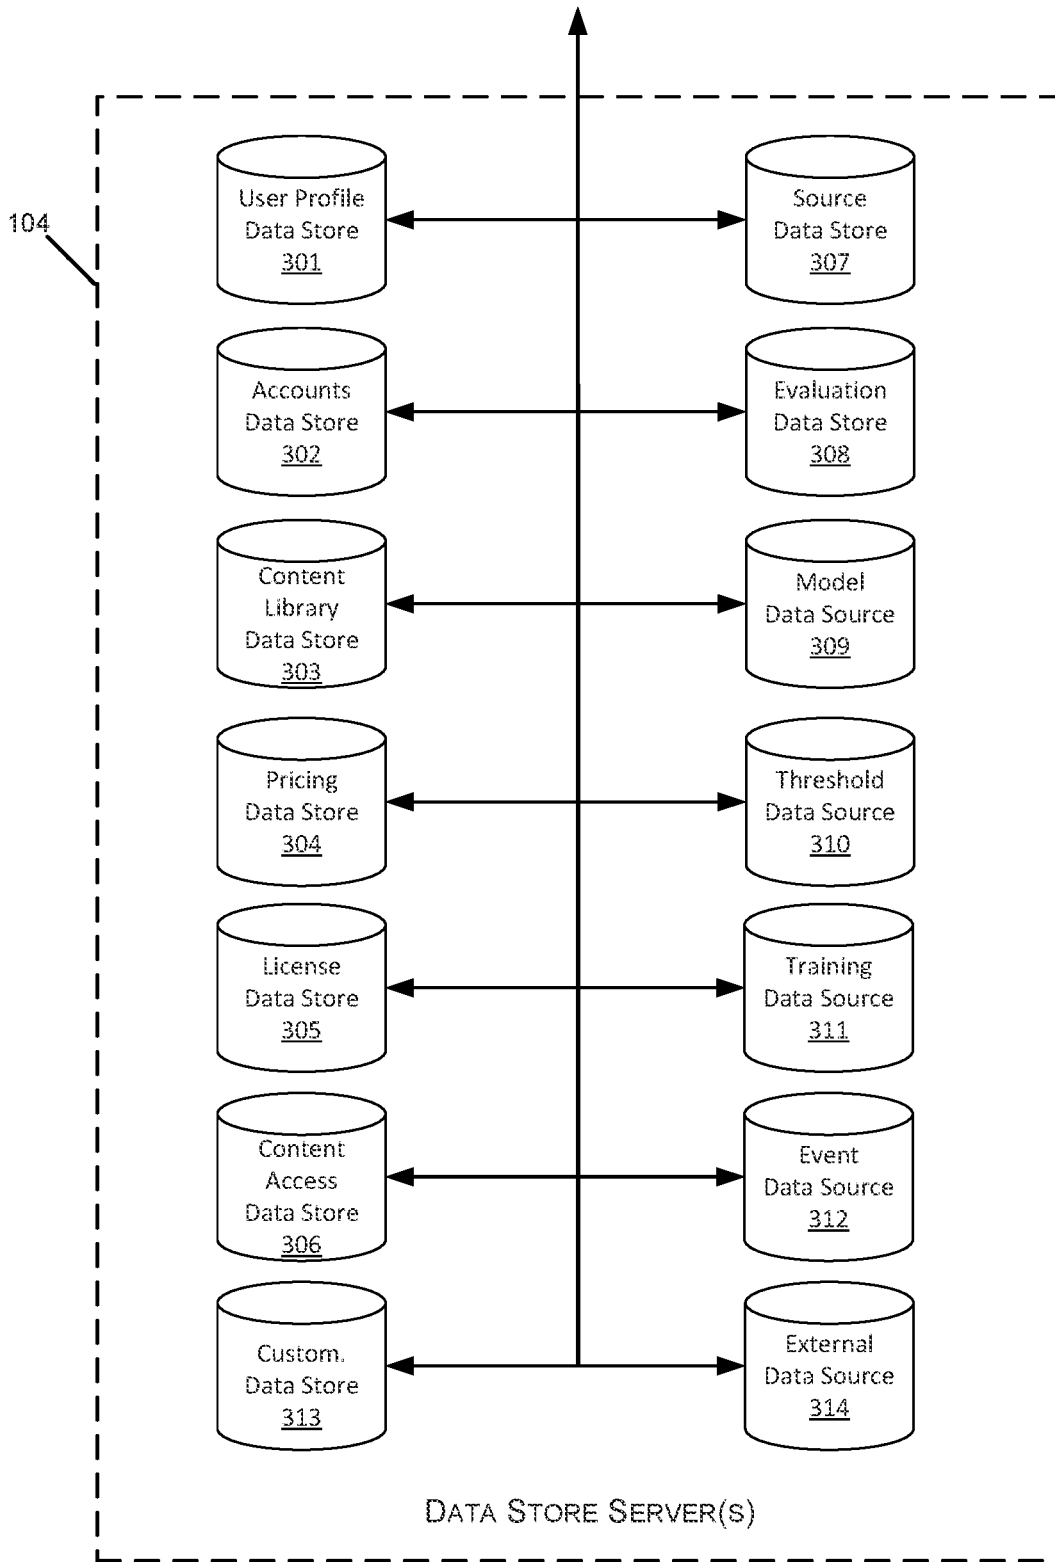 104
User Profile
Data Store
301
Source
Data Store
307
Accounts
Data Store
302
Evaluation
Data Store
308
Content
Library
Data Store
303
Model
Data Source
309
Pricing
Data Store
304
Threshold
Data Source
310
License
Data Store
305
Training
Data Source
311
Content
Access
Data Store
306
Event
Data Source
312
Custom.
Data Store
313
External
Data Source
314
DATA STORE SERVER(S)